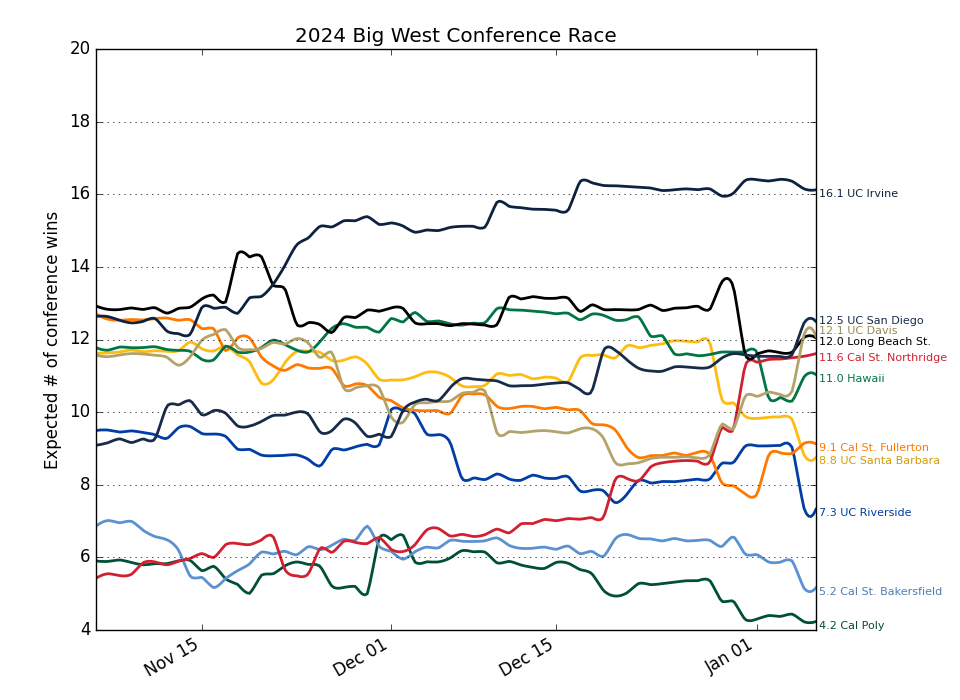 2024 Big West Conference Race
Expected # of conference wins
20
18
16
14
12
10
8
6
4
Nov 15
Dec 01
Dec 15
Jan 01
16.1 UC Irvine
12.5 UC San Diego
12.1 UC Davis
12.0 Long Beach St.
11.6 Cal St. Northridge
11.0 Hawaii
9.1 Cal St. Fullerton
8.8 UC Santa Barbara
7.3 UC Riverside
5.2 Cal St. Bakersfield
4.2 Cal Poly